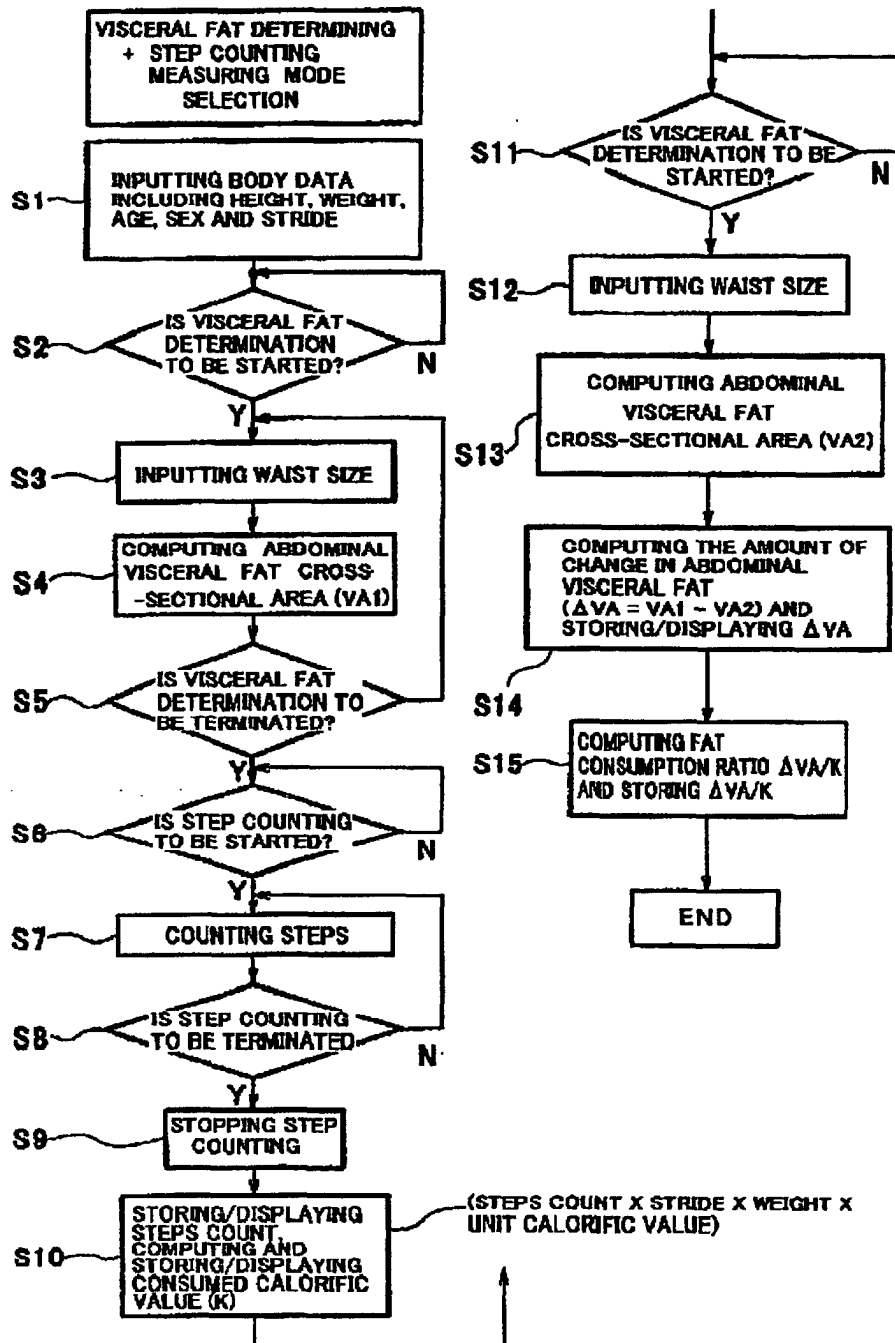 VISCERAL FAT DETERMINING
+ STEP COUNTING
MEASURING MODE
SELECTION
S1
INPUTTING BODY DATA
INCLUDING HEIGHT, WEIGHT,
AGE, SEX AND STRIDE
S2
IS VISCERAL FAT
DETERMINATION
TO BE STARTED?
N
Y
S3
INPUTTING WAIST SIZE
S4
COMPUTING ABDOMINAL
VISCERAL FAT CROSS-
-SECTIONAL AREA (VA1)
S5
IS VISCERAL FAT
DETERMINATION TO
BE TERMINATED?
Y
S6
IS STEP COUNTING
TO BE STARTED?
N
Y
S7
COUNTING STEPS
S8
IS STEP COUNTING
TO BE TERMINATED
N
Y
S9
STOPPING STEP
COUNTING
S10
STORING/DISPLAYING
STEPS COUNT,
COMPUTING AND
STORING/DISPLAYING
CONSUMED CALORIFIC
VALUE (K)
(STEPS COUNT X STRIDE X WEIGHT X
UNIT CALORIFIC VALUE)
S11
IS VISCERAL FAT
DETERMINATION TO BE
STARTED?
N
Y
S12
INPUTTING WAIST SIZE
S13
COMPUTING ABDOMINAL
VISCERAL FAT
CROSS-SECTIONAL AREA (VA2)
S14
COMPUTING THE AMOUNT OF
CHANGE IN ABDOMINAL
VISCERAL FAT
(ΔVA = VA1 - VA2) AND
STORING/DISPLAYING ΔVA
S15
COMPUTING FAT
CONSUMPTION RATIO ΔVA/K
AND STORING ΔVA/K
END